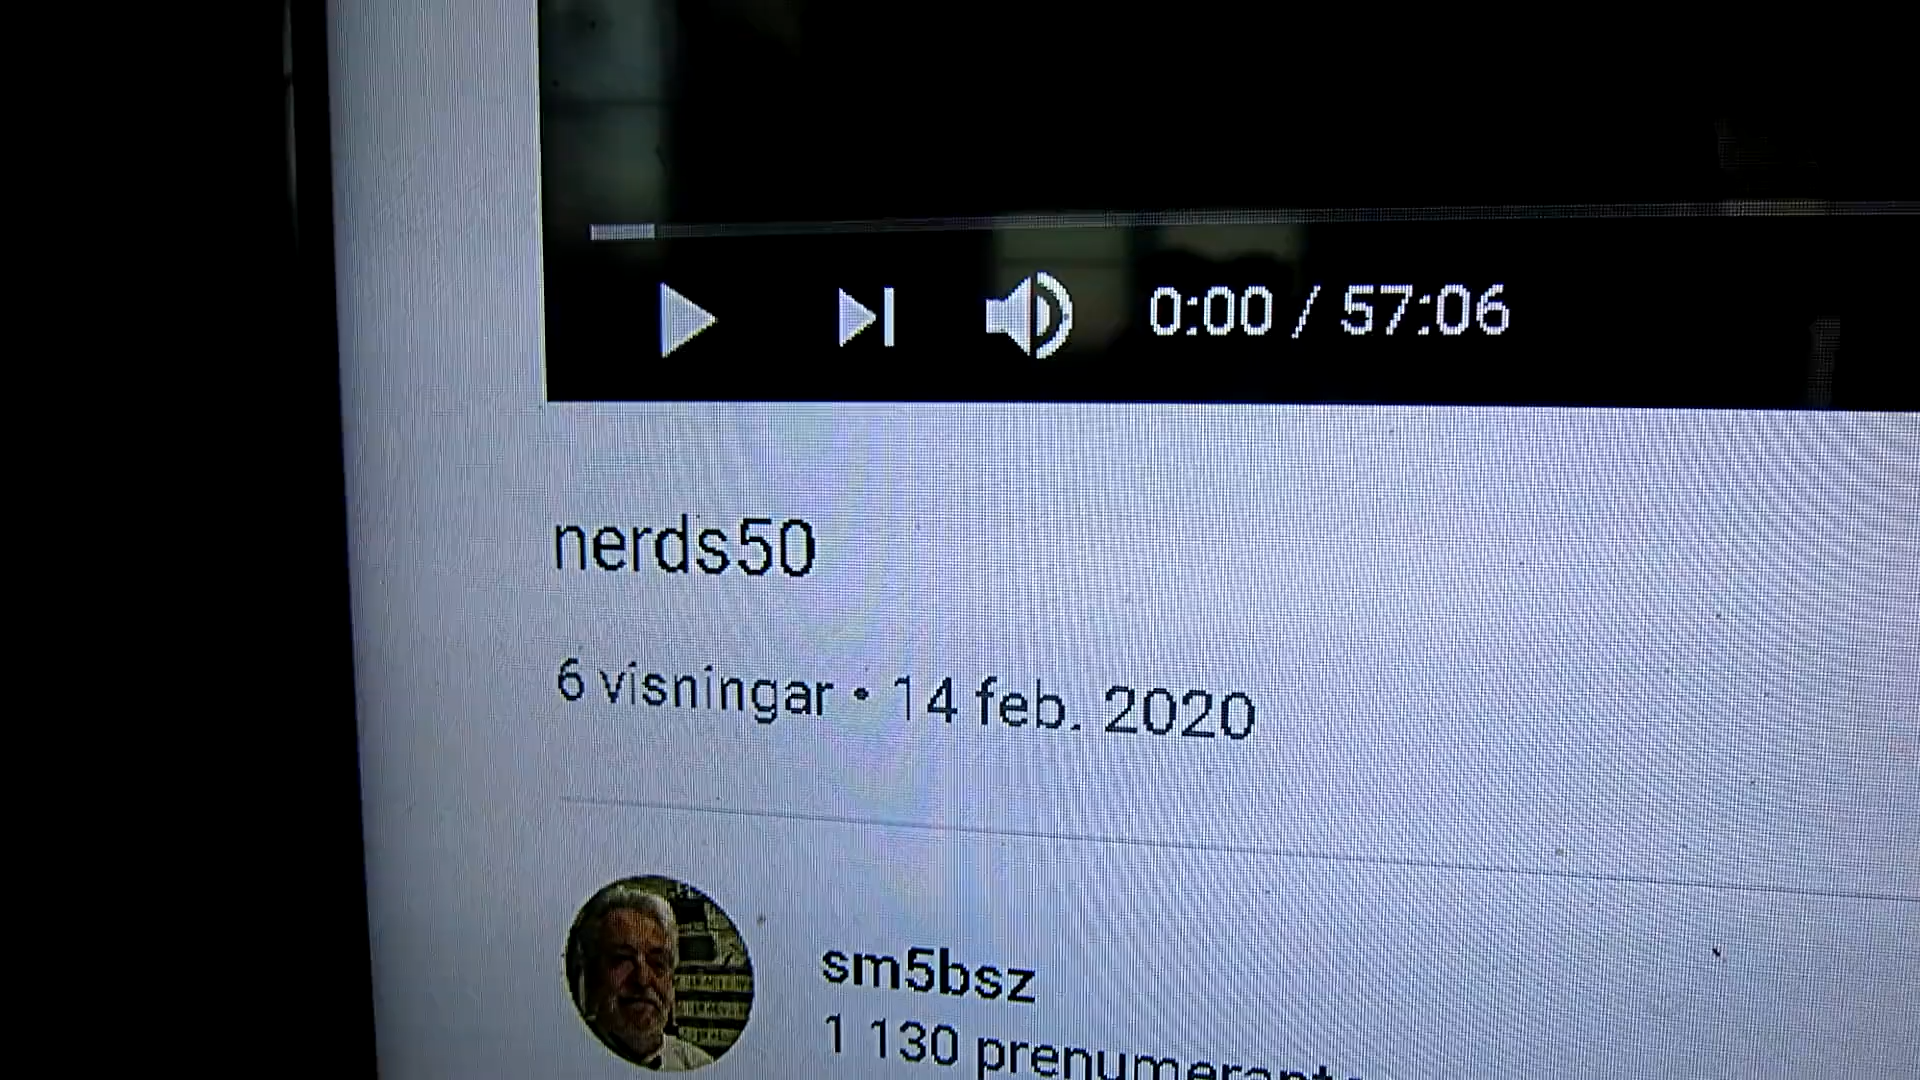 0:00 / 57:06
nerds50
6 visningar • 14 feb. 2020
sm5bsz
1 130